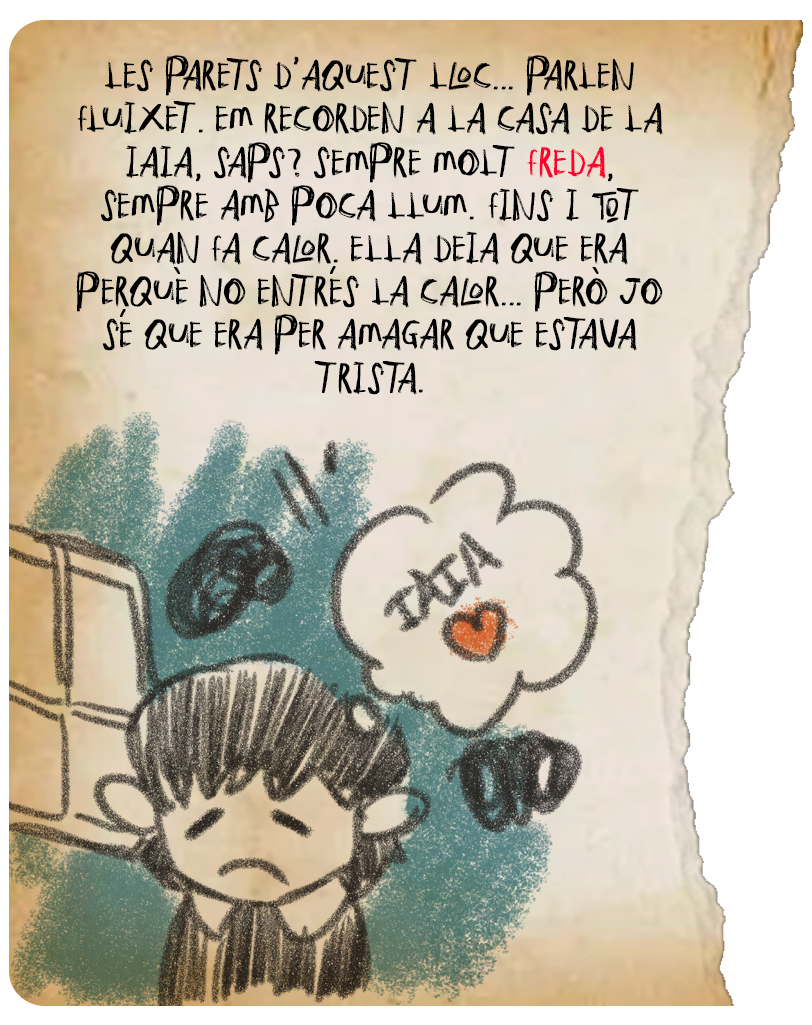 LES PARETS D'AQUEST LLOC... PARLEN
FLUIXET. EM RECORDEN A LA CASA DE LA
IAIA, SAPS? SEMPRE MOLT FREDA,
SEMPRE AMB POCA LLUM. FINS I TOT
QUAN FA CALOR. ELLA DEIA QUE ERA
PERQUÈ NO ENTRÉS LA CALOR... PERÒ JO
SÉ QUE ERA PER AMAGAR QUE ESTAVA
TRISTA.
IAIA